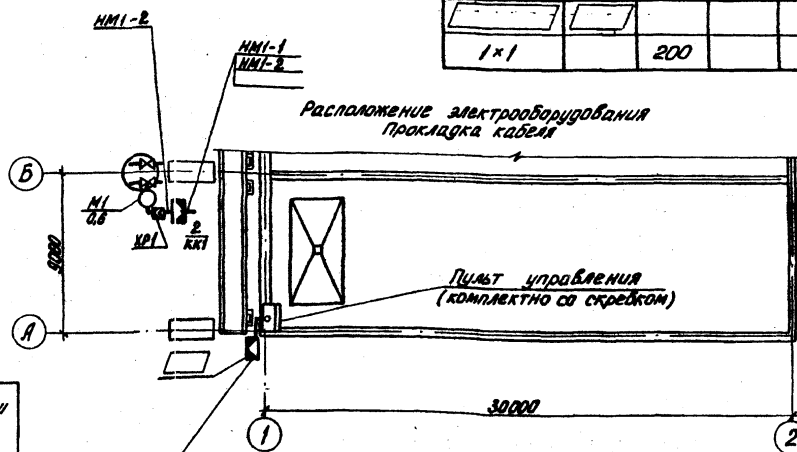 НМ1-2
НМ1-1
НМ1-2
1×1 200
Расположение электрооборудования
Прокладка кабеля
Б
М1
0,6
ХР1
2
КК1
9000
Пульт управления
(комплектно со скребком)
А
30000
"
1
2